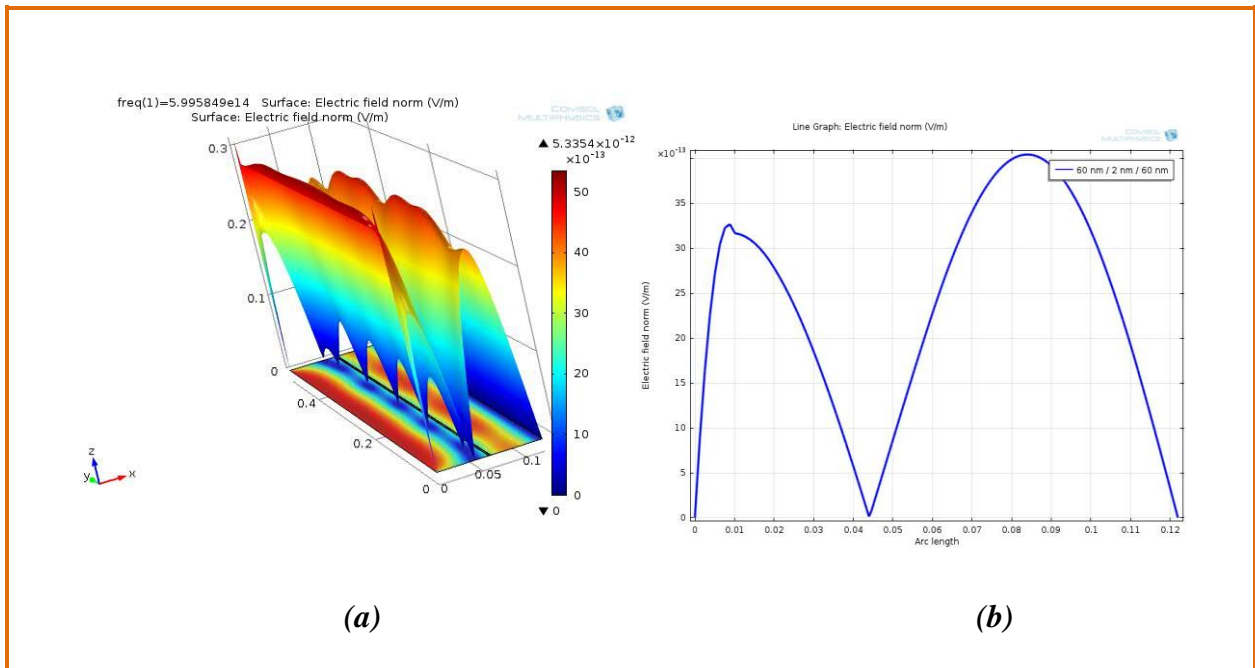 freq(1)=5.995849e14 Surface: Electric field norm (V/m)
Surface: Electric field norm (V/m)
COMSOL
MULTIPHYSICS
▲ 5.3354×10⁻¹²
×10⁻¹³
0.3
0.2
0.1
0
50
40
30
20
10
0
▼ 0
0.4
0.2
0
0
0.05
0.1
z
y
x
(a)
Line Graph: Electric field norm (V/m)
COMSOL
MULTIPHYSICS
×10⁻¹³
60 nm / 2 nm / 60 nm
35
30
25
20
15
10
5
0
Electric field norm (V/m)
0 0.01 0.02 0.03 0.04 0.05 0.06 0.07 0.08 0.09 0.1 0.11 0.12
Arc length
(b)